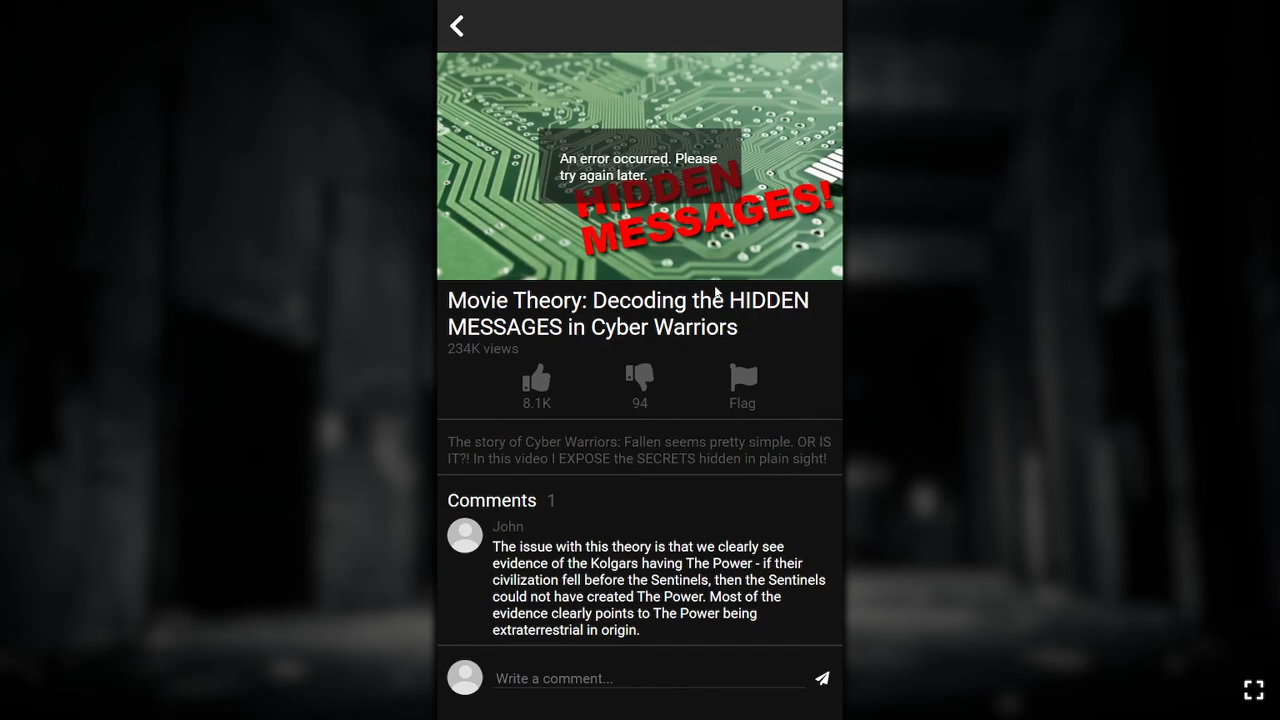 An error occurred. Please
try again later.
HIDDEN
MESSAGES!
Movie Theory: Decoding the HIDDEN
MESSAGES in Cyber Warriors
234K views
8.1K
94
Flag
The story of Cyber Warriors: Fallen seems pretty simple. OR IS
IT?! In this video I EXPOSE the SECRETS hidden in plain sight!
Comments 1
John
The issue with this theory is that we clearly see
evidence of the Kolgars having The Power - if their
civilization fell before the Sentinels, then the Sentinels
could not have created The Power. Most of the
evidence clearly points to The Power being
extraterrestrial in origin.
Write a comment...